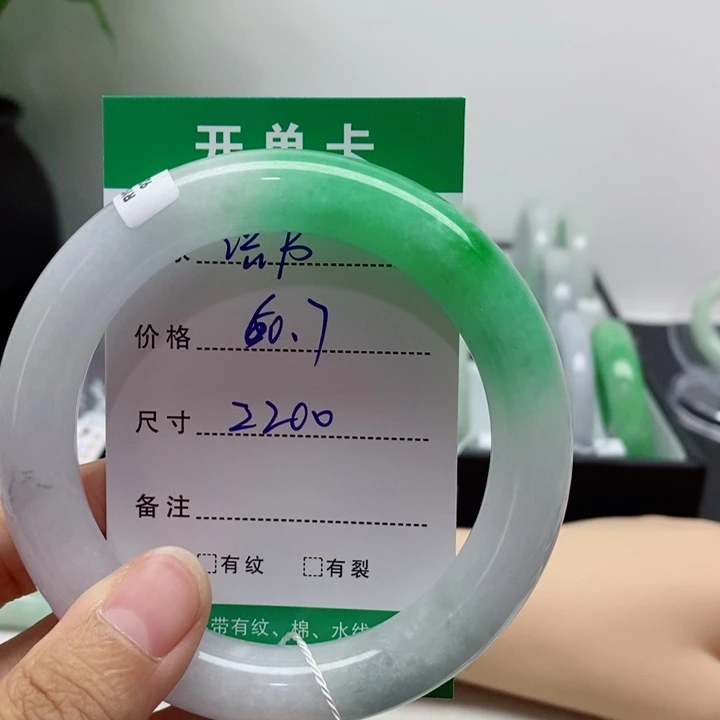 开单卡
价格 60.7
尺寸 2200
备注
有纹 有裂
带有纹、棉、水线